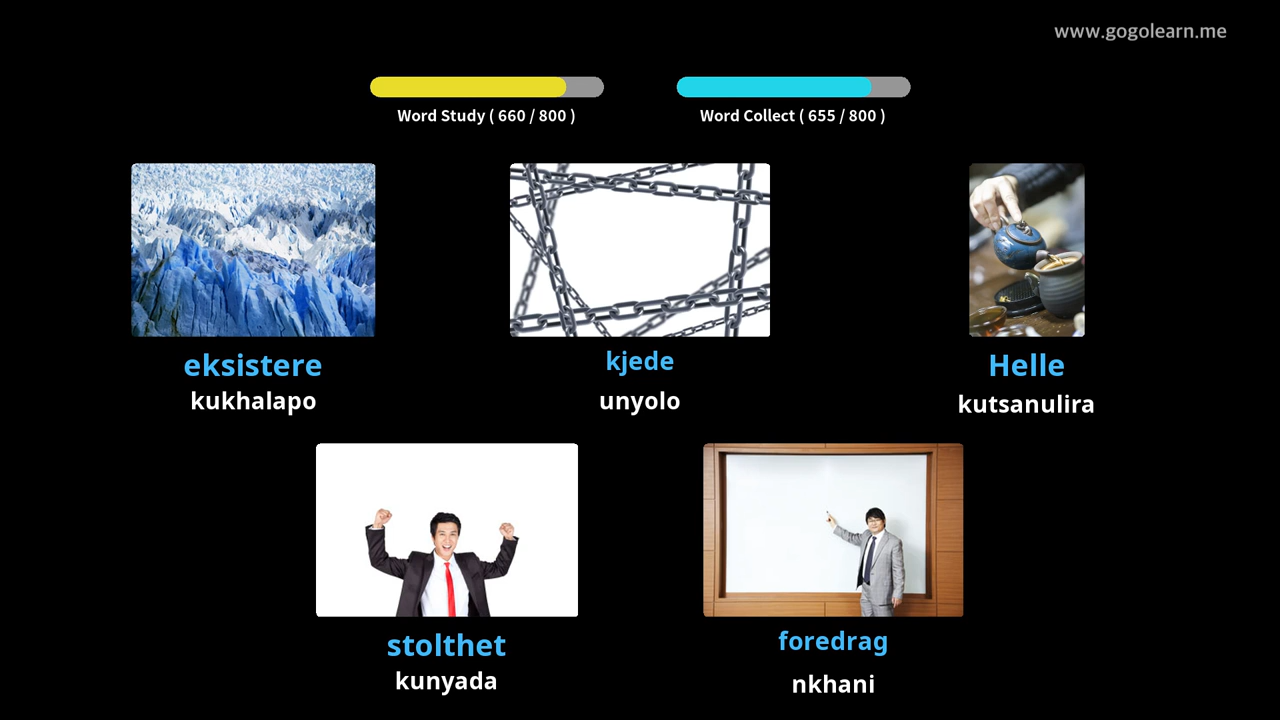 www.gogolearn.me
Word Study ( 660 / 800 )
Word Collect ( 655 / 800 )
eksistere
kukhalapo
kjede
unyolo
Helle
kutsanulira
stolthet
kunyada
foredrag
nkhani